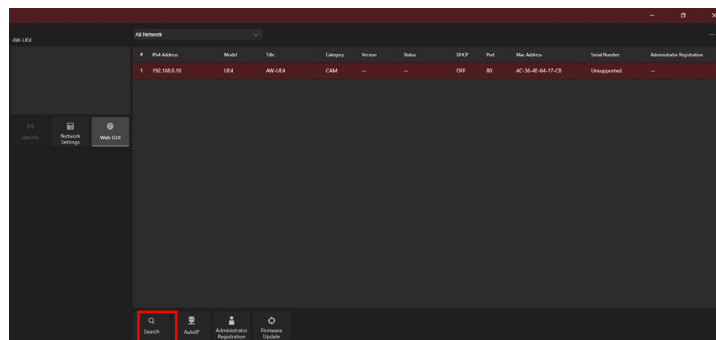 AW-UE4
All Network
# IPv4 Address Model Title Category Version Status DHCP Port Mac Address Serial Number Administrator Registration
1 192.168.0.10 UE4 AW-UE4 CAM -- -- OFF 80 4C-36-4E-64-17-CB Unsupported --
Identify
Network
Settings
Web GUI
Search
AutoIP
Administrator
Registration
Firmware
Update